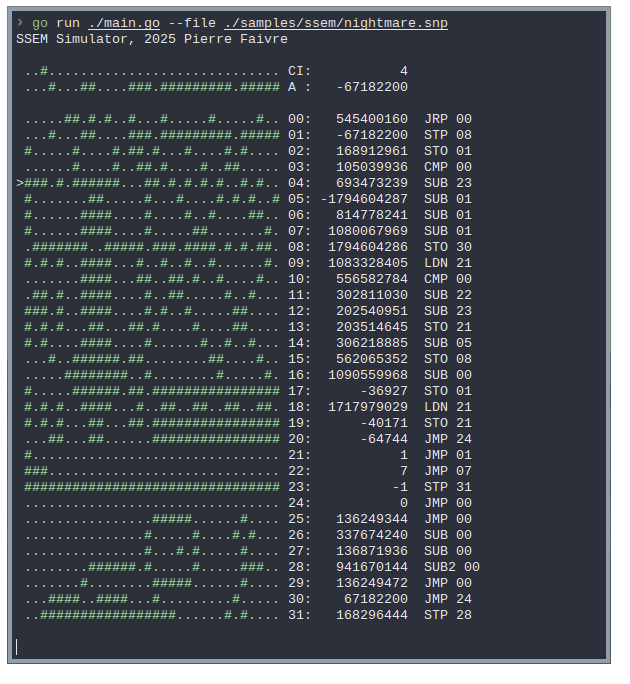 ❯ go run ./main.go --file ./samples/ssem/nightmare.snp
SSEM Simulator, 2025 Pierre Faivre
..#............................. CI: 4
...#...##....###.#########.##### A : -67182200
.....##.#.#..#...#.....#.....#.. 00: 545400160 JRP 00
...#...##....###.#########.##### 01: -67182200 STP 08
#.....#....#.##.#...#....#.#.... 02: 168912961 STO 01
......#....#..##.#....#..##..... 03: 105039936 CMP 00
>###.#.######...##.#.#.#.#..#.#.. 04: 693473239 SUB 23
#.......##.....#...#....#.#.#..# 05: -1794604287 SUB 01
#......####....#....#..#....##.. 06: 814778241 SUB 01
#......####....#.....##.......#. 07: 1080067969 SUB 01
.#######..#####.###.####.#.#.##. 08: 1794604286 STO 30
#.#.#..####...#..#..#..#......#. 09: 1083328405 LDN 21
.......####...##..##.#..#....#.. 10: 556582784 CMP 00
.##.#..####....#..##.....#..#... 11: 302811030 SUB 22
###.#..####....#.#..#.....##.... 12: 202540951 SUB 23
#.#.#...##...##.#....#....##.... 13: 203514645 STO 21
#.#....####....#......#..#..#... 14: 306218885 SUB 05
...#..######.##........##....#.. 15: 562065352 STO 08
.....########..#........#.....#. 16: 1090559968 SUB 00
#.....######.##.################ 17: -36927 STO 01
#.#.#..####...#..##..##..##..##. 18: 1717979029 LDN 21
#.#.#...##...##.################ 19: -40171 STO 21
...##...##......################ 20: -64744 JMP 24
#............................... 21: 1 JMP 01
###............................. 22: 7 JMP 07
################################ 23: -1 STP 31
................................ 24: 0 JMP 00
................#####......#.... 25: 136249344 JMP 00
...............#.....#....#.#... 26: 337674240 SUB 00
...............#...#.#.....#.... 27: 136871936 SUB 00
........######.#.....#.....###.. 28: 941670144 SUB2 00
.......#........#####......#.... 29: 136249472 JMP 00
...####..####...#.........#..... 30: 67182200 JMP 24
..#################......#.#.... 31: 168296444 STP 28